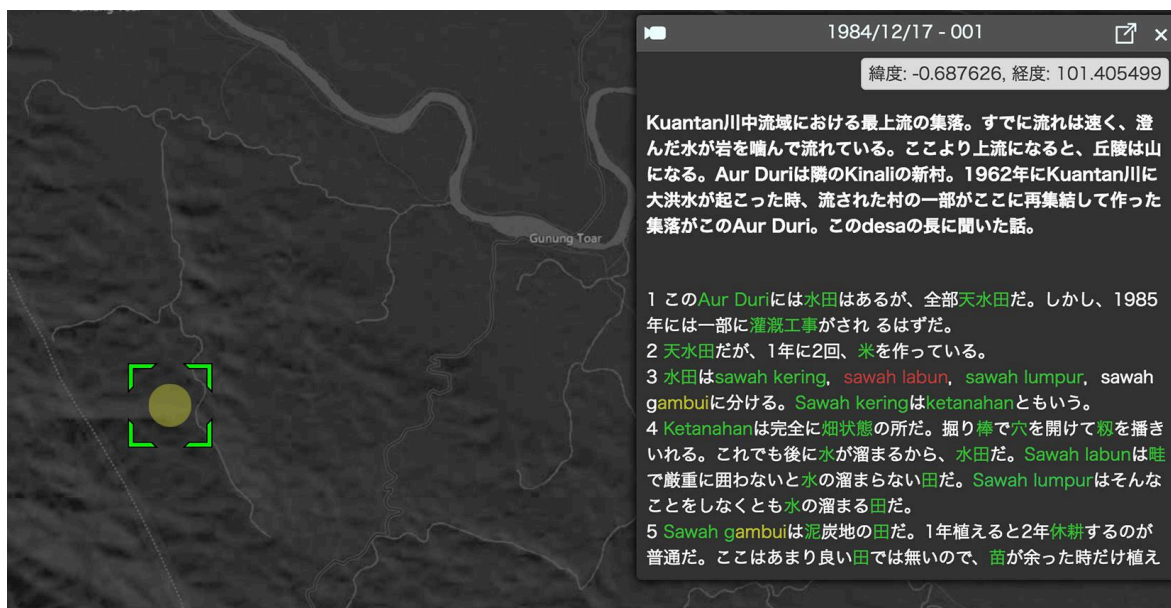 1984/12/17 - 001
緯度: -0.687626, 経度: 101.405499
Kuantan川中流域における最上流の集落。すでに流れは速く、澄
んだ水が岩を噛んで流れている。ここより上流になると、丘陵は山
になる。Aur Duriは隣のKinaliの新村。1962年にKuantan川に
大洪水が起こった時、流された村の一部がここに再集結して作った
集落がこのAur Duri。このdesaの長に聞いた話。
1 このAur Duriには水田はあるが、全部天水田だ。しかし、1985
年には一部に灌漑工事がされ るはずだ。
2 天水田だが、1年に2回、米を作っている。
3 水田はsawah kering，sawah labun，sawah lumpur，sawah
gambuiに分ける。Sawah keringはketanahanともいう。
4 Ketanahanは完全に畑状態の所だ。掘り棒で穴を開けて籾を播き
いれる。これでも後に水が溜まるから、水田だ。Sawah labunは畦
で厳重に囲わないと水の溜まらない田だ。Sawah lumpurはそんな
ことをしなくとも水の溜まる田だ。
5 Sawah gambuiは泥炭地の田だ。1年植えると2年休耕するのが
普通だ。ここはあまり良い田では無いので、苗が余った時だけ植え
Gunung Toar